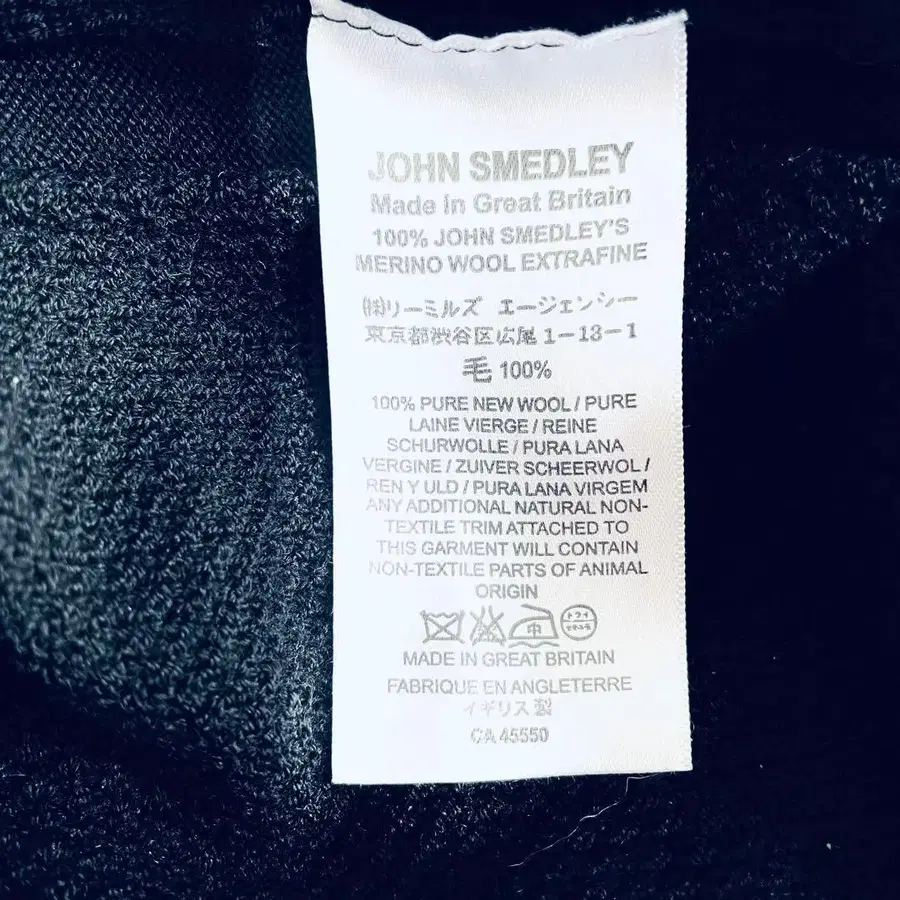 JOHN SMEDLEY
Made in Great Britain
100% JOHN SMEDLEY'S
MERINO WOOL EXTRAFINE
㈱リーミルズ エージェンシー
東京都渋谷区広尾1-13-1
毛 100%
100% PURE NEW WOOL / PURE
LAINE VIERGE / REINE
SCHURWOLLE / PURA LANA
VERGINE / ZUIVER SCHEERWOL /
REN Y ULD / PURA LANA VIRGEM
ANY ADDITIONAL NATURAL NON-
TEXTILE TRIM ATTACHED TO
THIS GARMENT WILL CONTAIN
NON-TEXTILE PARTS OF ANIMAL
ORIGIN
中 ドライ
MADE IN GREAT BRITAIN
FABRIQUE EN ANGLETERRE
イギリス製
CA 45550